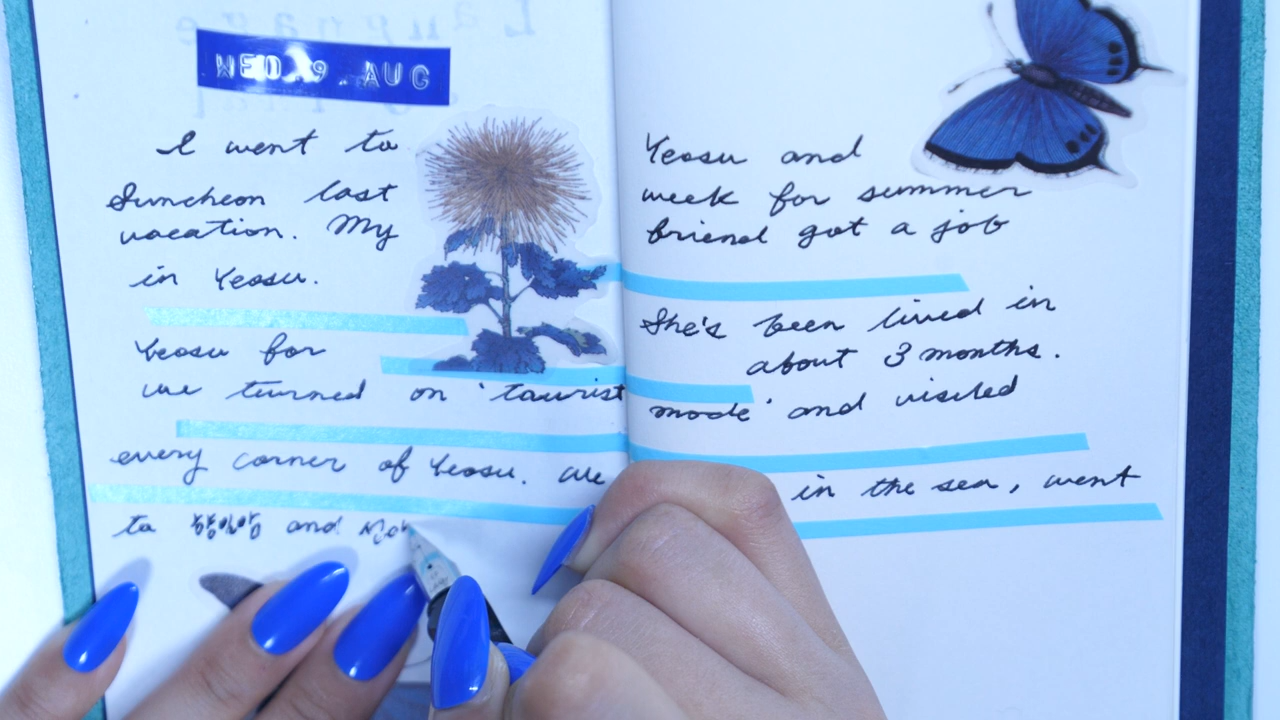 WED.9.AUG
I went to Yeosu and
Suncheon last week for summer
vacation. My friend got a job
in Yeosu. She's been lived in
Yeosu for about 3 months.
we turned on 'tourist mode' and visited
every corner of Yeosu. We in the sea, went
to 향일암 and